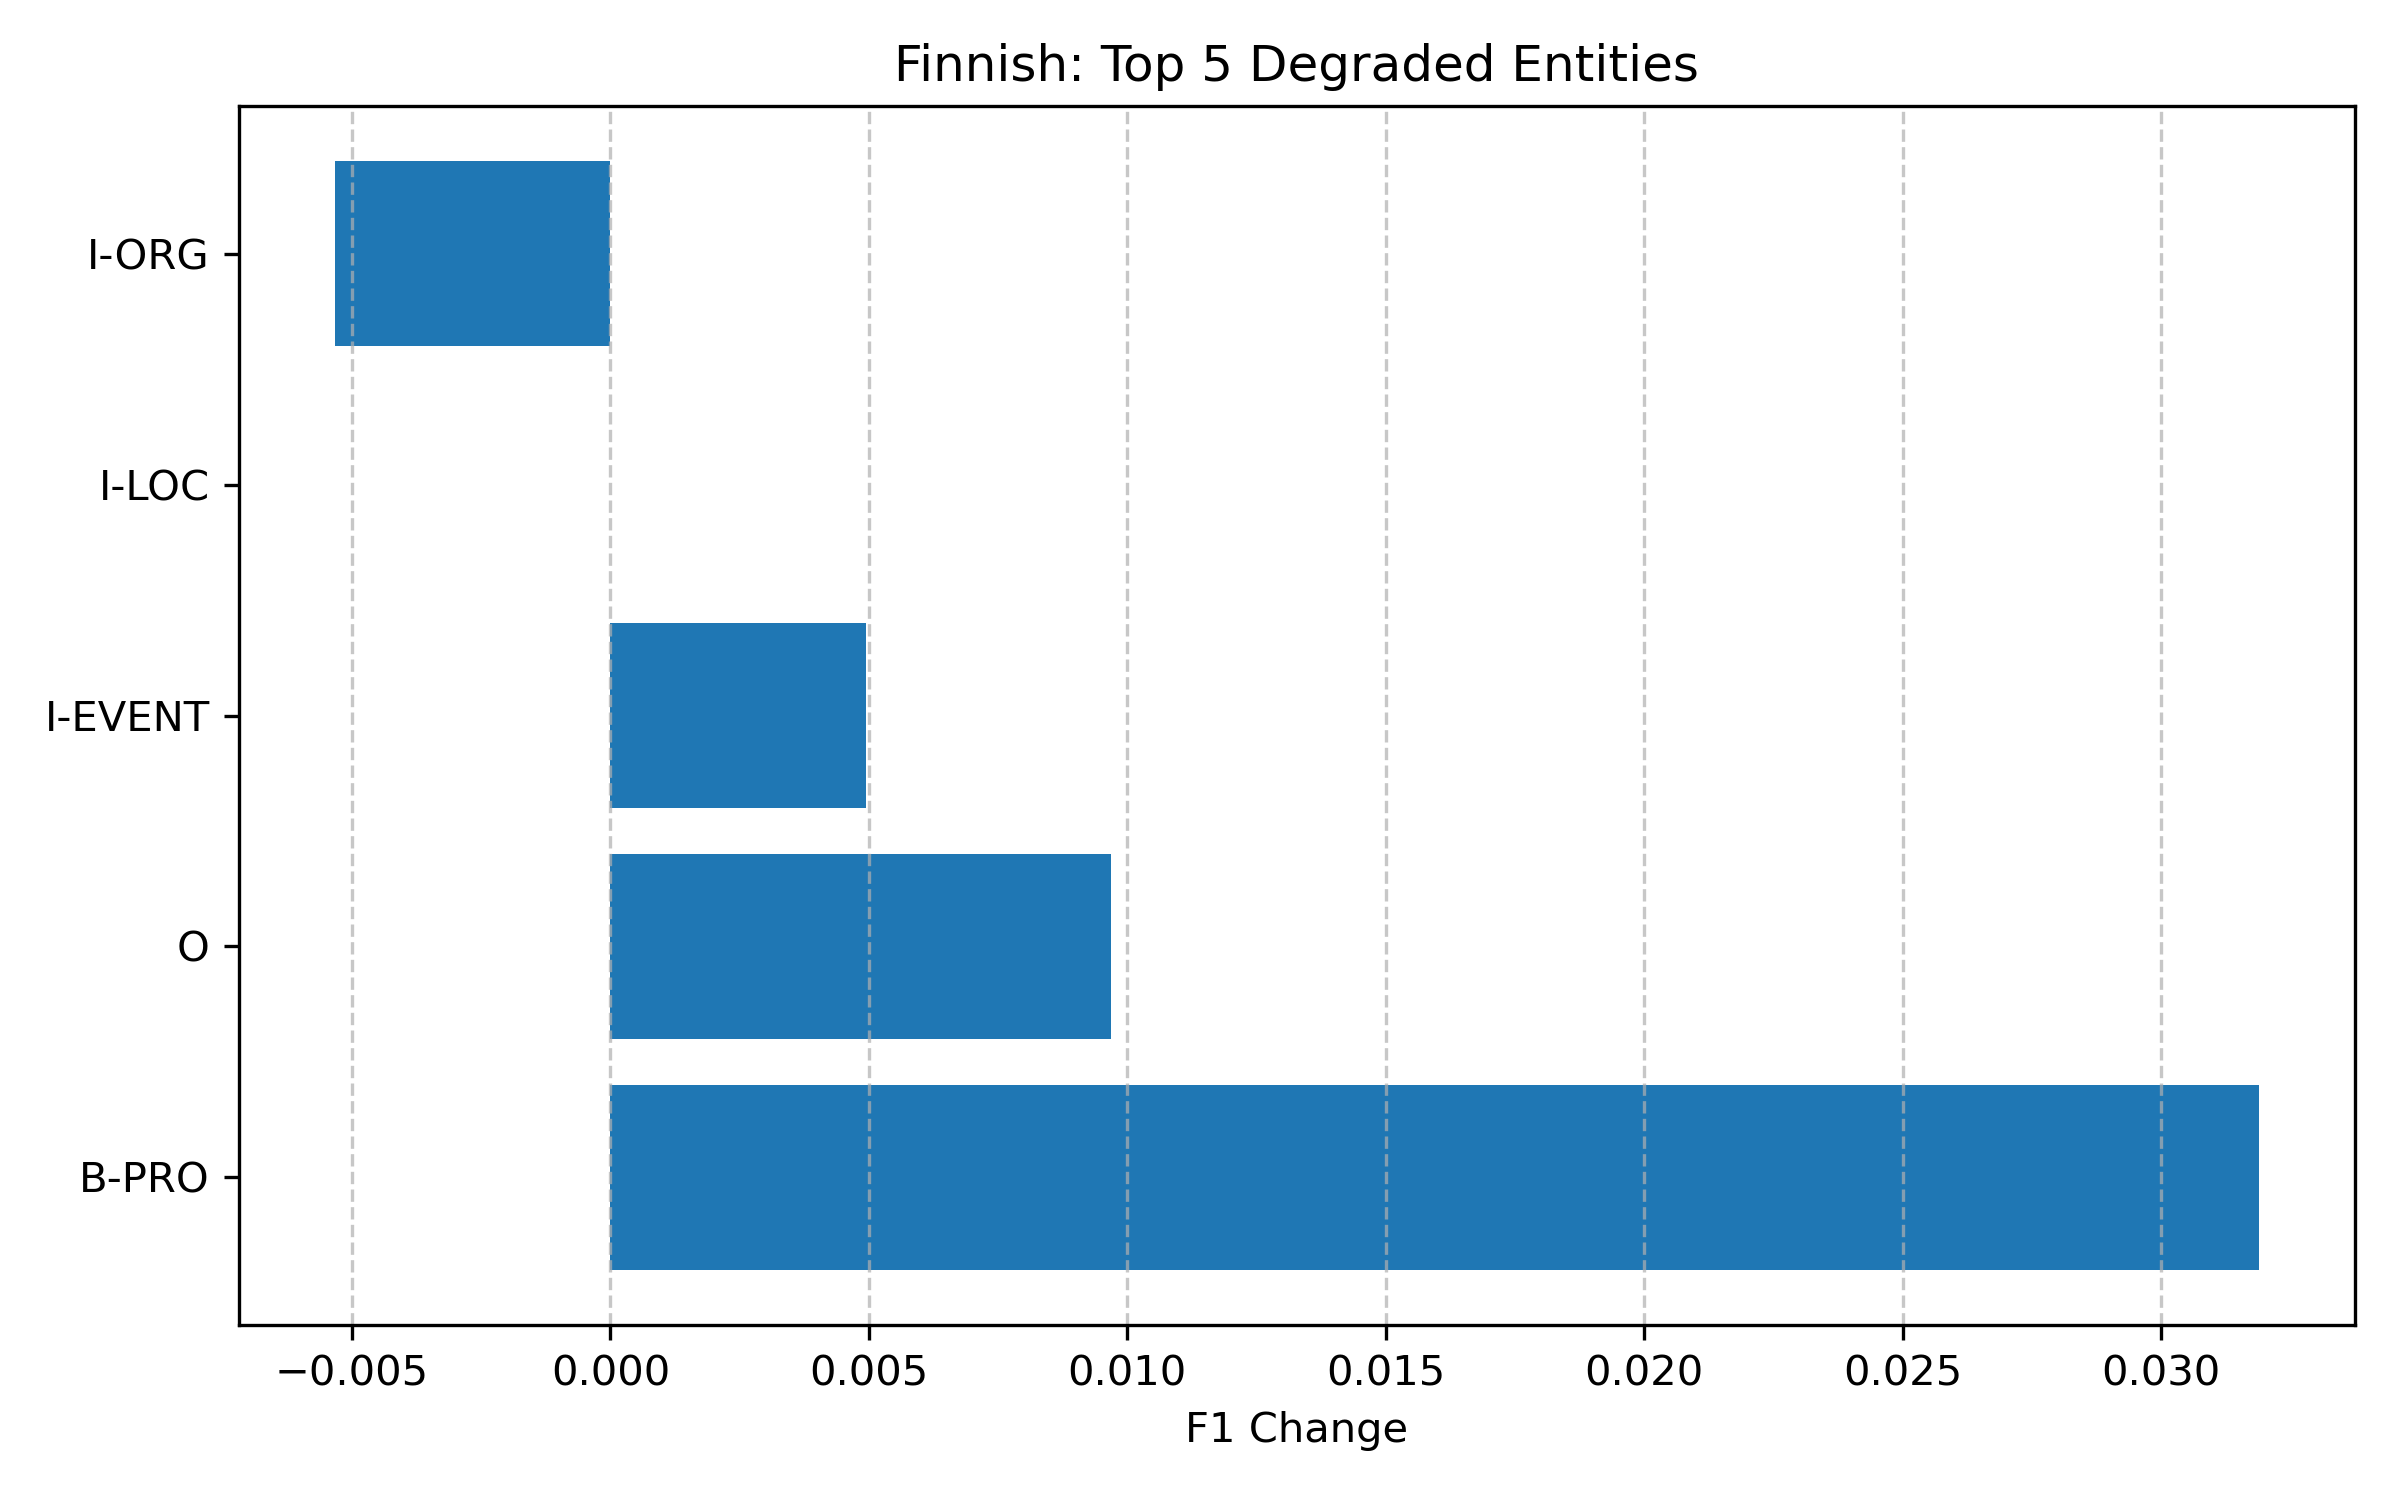 Finnish: Top 5 Degraded Entities
I-ORG
I-LOC
I-EVENT
O
B-PRO
−0.005 0.000 0.005 0.010 0.015 0.020 0.025 0.030
F1 Change